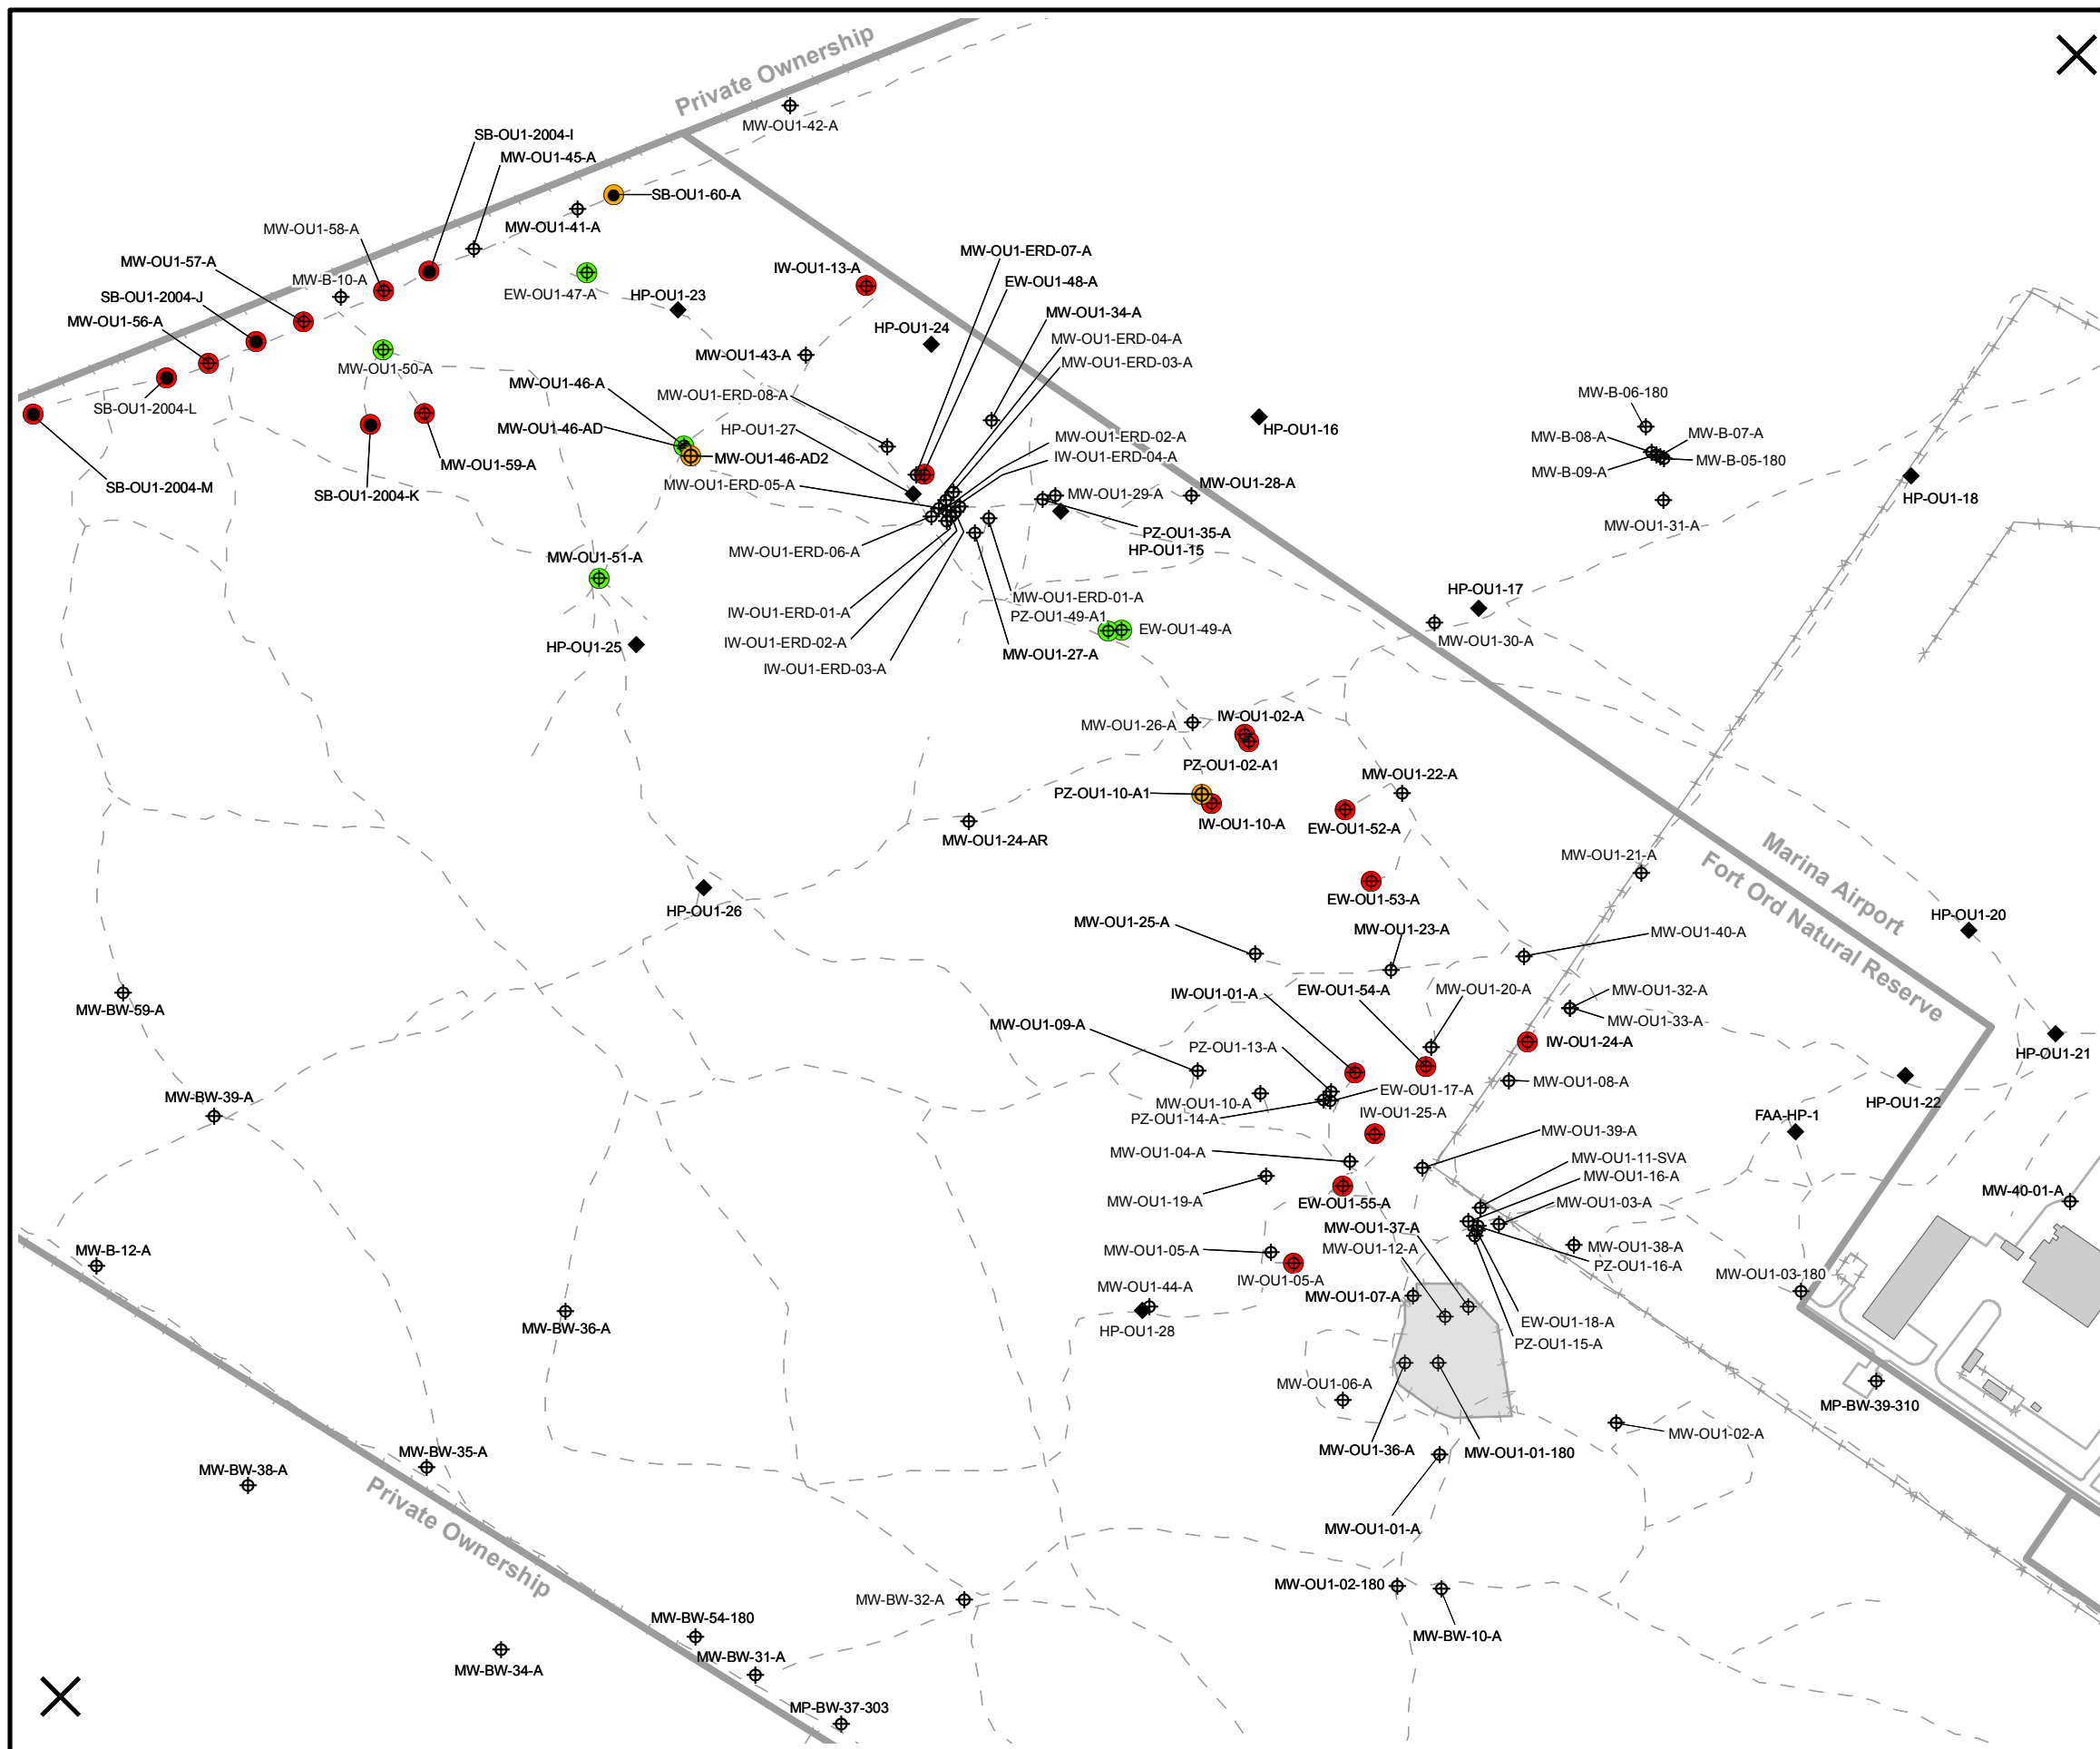 Private Ownership
MW-OU1-42-A
SB-OU1-2004-I
MW-OU1-45-A
SB-OU1-60-A
MW-OU1-41-A
MW-OU1-58-A
MW-OU1-57-A
MW-B-10-A
SB-OU1-2004-J
MW-OU1-56-A
EW-OU1-47-A
HP-OU1-23
IW-OU1-13-A
MW-OU1-ERD-07-A
EW-OU1-48-A
MW-OU1-34-A
HP-OU1-24
MW-OU1-ERD-04-A
MW-OU1-ERD-03-A
MW-OU1-43-A
MW-OU1-50-A
SB-OU1-2004-L
MW-OU1-46-A
MW-OU1-ERD-08-A
MW-OU1-46-AD
HP-OU1-27
MW-OU1-46-AD2
MW-OU1-ERD-02-A
IW-OU1-ERD-04-A
HP-OU1-16
MW-B-06-180
MW-B-08-A
MW-B-07-A
MW-B-09-A
MW-B-05-180
MW-OU1-59-A
SB-OU1-2004-M
SB-OU1-2004-K
MW-OU1-ERD-05-A
MW-OU1-29-A
MW-OU1-28-A
HP-OU1-18
MW-OU1-31-A
PZ-OU1-35-A
HP-OU1-15
MW-OU1-ERD-06-A
MW-OU1-51-A
MW-OU1-ERD-01-A
PZ-OU1-49-A1
EW-OU1-49-A
HP-OU1-17
MW-OU1-30-A
IW-OU1-ERD-01-A
IW-OU1-ERD-02-A
IW-OU1-ERD-03-A
MW-OU1-27-A
HP-OU1-25
MW-OU1-26-A
IW-OU1-02-A
PZ-OU1-02-A1
MW-OU1-22-A
PZ-OU1-10-A1
IW-OU1-10-A
EW-OU1-52-A
MW-OU1-24-AR
MW-OU1-21-A
Marina Airport
Fort Ord Natural Reserve
HP-OU1-26
EW-OU1-53-A
HP-OU1-20
MW-OU1-25-A
MW-OU1-23-A
MW-OU1-40-A
MW-BW-59-A
IW-OU1-01-A
EW-OU1-54-A
MW-OU1-20-A
MW-OU1-32-A
MW-OU1-33-A
MW-OU1-09-A
PZ-OU1-13-A
IW-OU1-24-A
HP-OU1-21
MW-OU1-08-A
EW-OU1-17-A
MW-OU1-10-A
PZ-OU1-14-A
IW-OU1-25-A
HP-OU1-22
FAA-HP-1
MW-BW-39-A
MW-OU1-39-A
MW-OU1-04-A
MW-OU1-11-SVA
MW-OU1-16-A
MW-OU1-19-A
EW-OU1-55-A
MW-OU1-03-A
MW-40-01-A
MW-OU1-37-A
MW-OU1-12-A
MW-OU1-05-A
MW-OU1-38-A
PZ-OU1-16-A
MW-B-12-A
IW-OU1-05-A
MW-OU1-44-A
MW-OU1-07-A
MW-OU1-03-180
HP-OU1-28
EW-OU1-18-A
PZ-OU1-15-A
MW-BW-36-A
MW-OU1-06-A
MP-BW-39-310
MW-OU1-36-A
MW-OU1-01-180
MW-OU1-02-A
MW-BW-35-A
MW-BW-38-A
Private Ownership
MW-OU1-01-A
MW-OU1-02-180
MW-BW-32-A
MW-BW-10-A
MW-BW-54-180
MW-BW-31-A
MW-BW-34-A
MP-BW-37-303